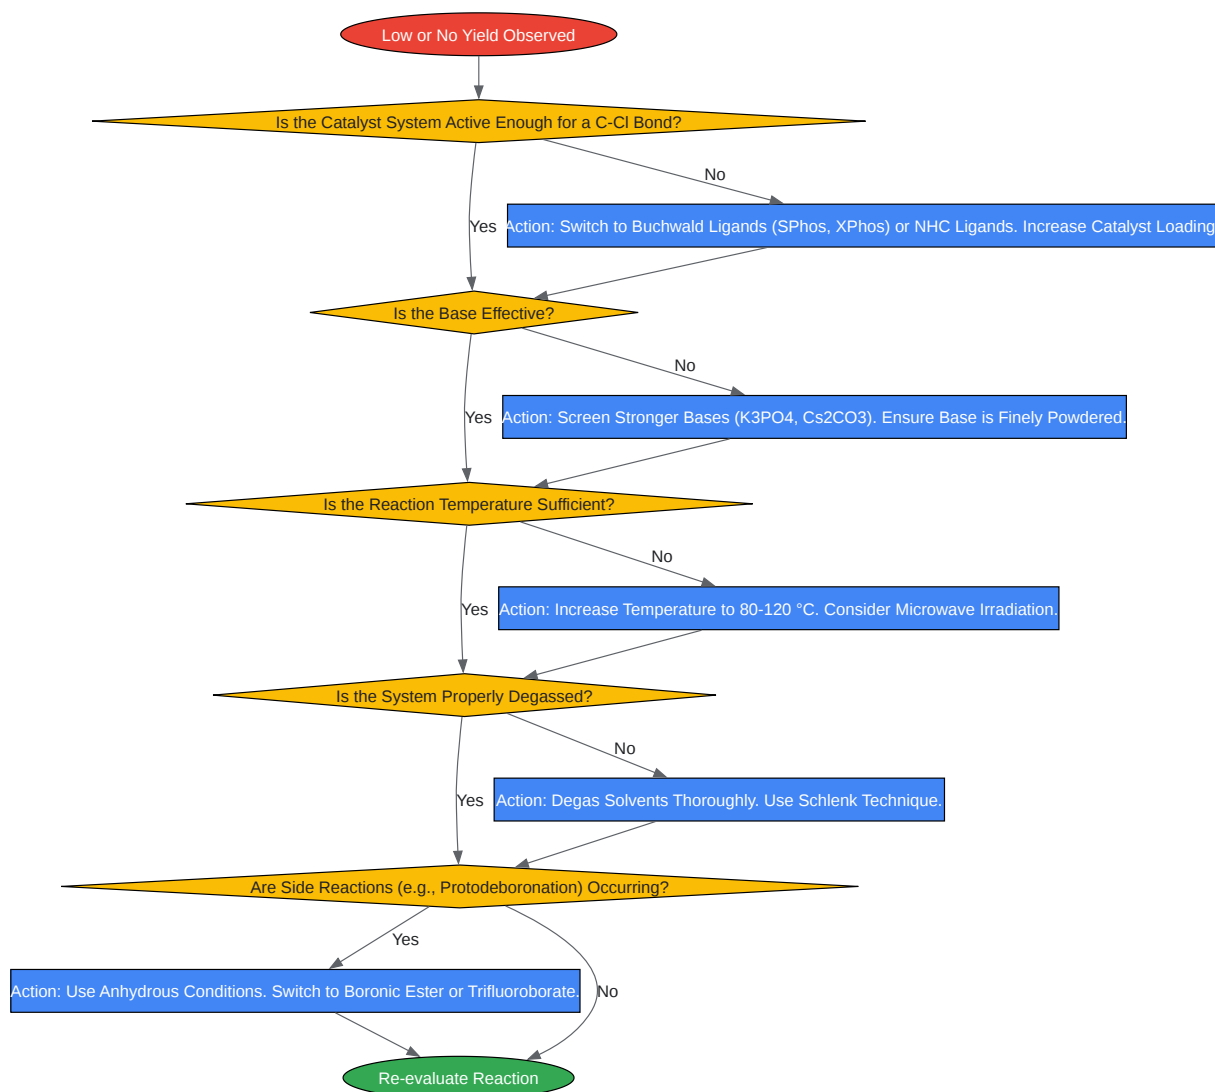 Low or No Yield Observed
Is the Catalyst System Active Enough for a C-Cl Bond?
No
Yes
Action: Switch to Buchwald Ligands (SPhos, XPhos) or NHC Ligands. Increase Catalyst Loading
Is the Base Effective?
No
Yes
Action: Screen Stronger Bases (K3PO4, Cs2CO3). Ensure Base is Finely Powdered.
Is the Reaction Temperature Sufficient?
No
Yes
Action: Increase Temperature to 80-120 °C. Consider Microwave Irradiation.
Is the System Properly Degassed?
No
Yes
Action: Degas Solvents Thoroughly. Use Schlenk Technique.
Are Side Reactions (e.g., Protodeboronation) Occurring?
Yes
Action: Use Anhydrous Conditions. Switch to Boronic Ester or Trifluoroborate.
No
Re-evaluate Reaction